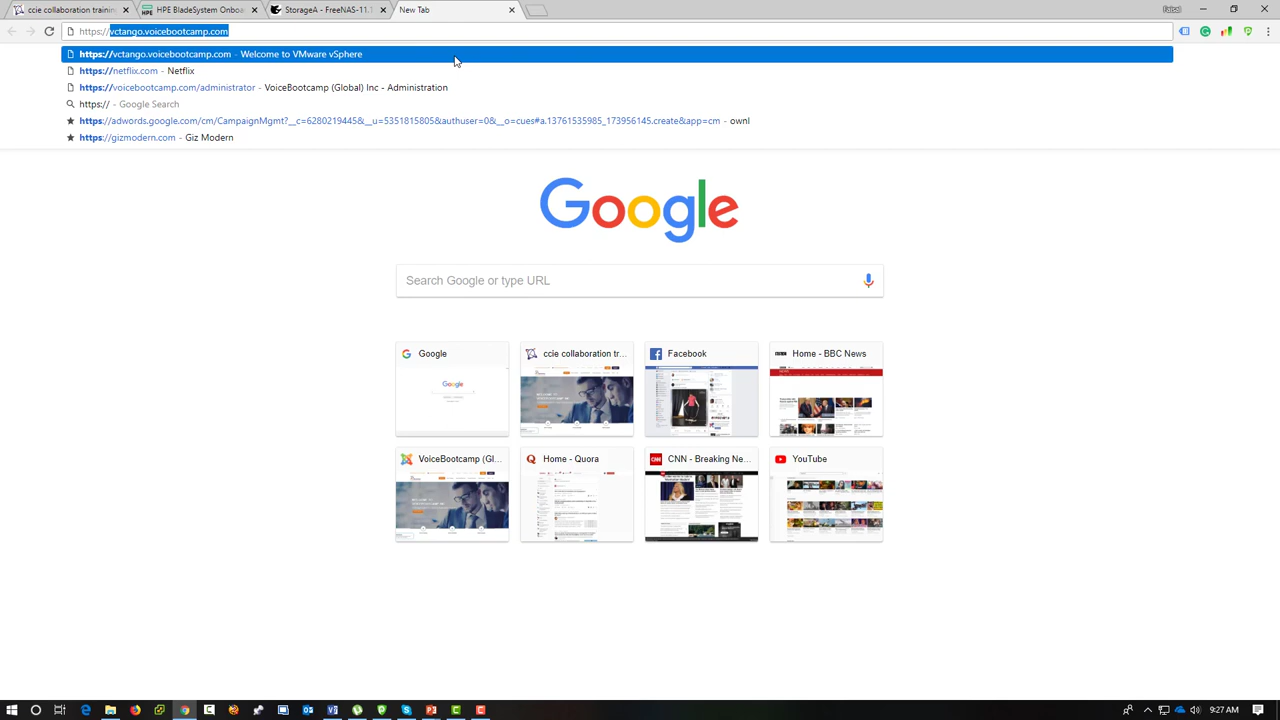 ccie collaboration training
HPE BladeSystem Onboa
StorageA - FreeNAS-11.1
New Tab
https://vctango.voicebootcamp.com
https://vctango.voicebootcamp.com - Welcome to VMware vSphere
https://netflix.com - Netflix
https://voicebootcamp.com/administrator - VoiceBootcamp (Global) Inc - Administration
https:// - Google Search
https://adwords.google.com/cm/CampaignMgmt?__c=6280219445&__u=5351815805&authuser=0&__o=cues#a.13761535985_173956145.create&app=cm - ownl
https://gizmodern.com - Giz Modern
Google
Search Google or type URL
Google
ccie collaboration tr...
Facebook
Home - BBC News
VoiceBootcamp (Gl...
Home - Quora
CNN - Breaking Ne...
YouTube
9:27 AM